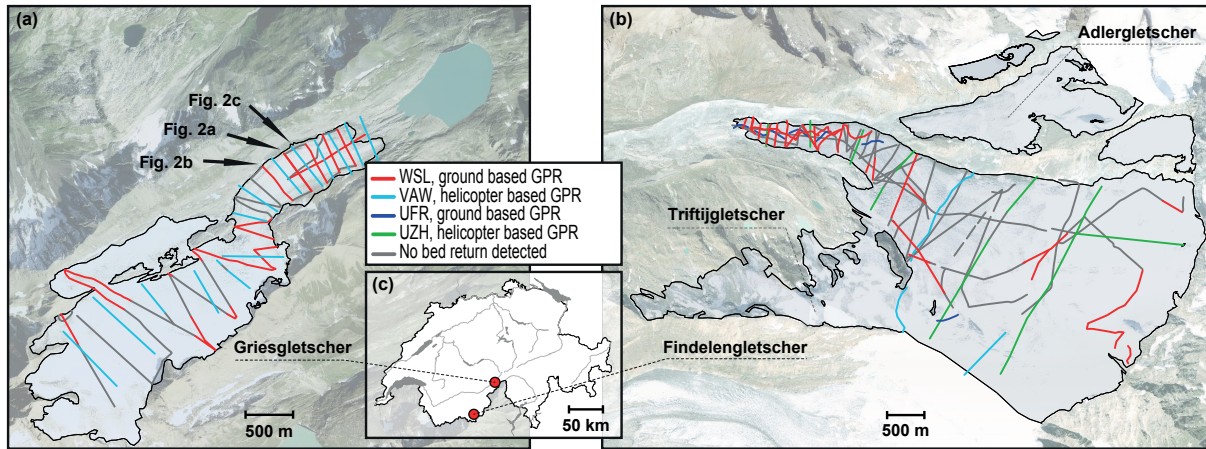 (a)
Fig. 2c
Fig. 2a
Fig. 2b
Griesgletscher
500 m
WSL, ground based GPR
VAW, helicopter based GPR
UFR, ground based GPR
UZH, helicopter based GPR
No bed return detected
(c)
50 km
(b)
Adlergletscher
Triftijgletscher
Findelengletscher
500 m